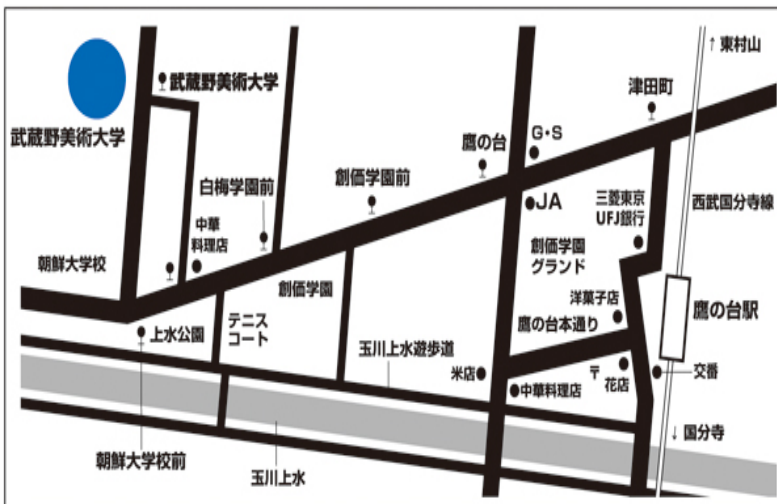 ↑ 東村山
武蔵野美術大学
津田町
武蔵野美術大学
G・S
鷹の台
創価学園前
白梅学園前
JA
三菱東京
UFJ銀行
西武国分寺線
中華
料理店
創価学園
グランド
朝鮮大学校
創価学園
洋菓子店
鷹の台駅
テニス
コート
鷹の台本通り
上水公園
玉川上水遊歩道
米店
〒
花店
交番
中華料理店
↓ 国分寺
朝鮮大学校前
玉川上水